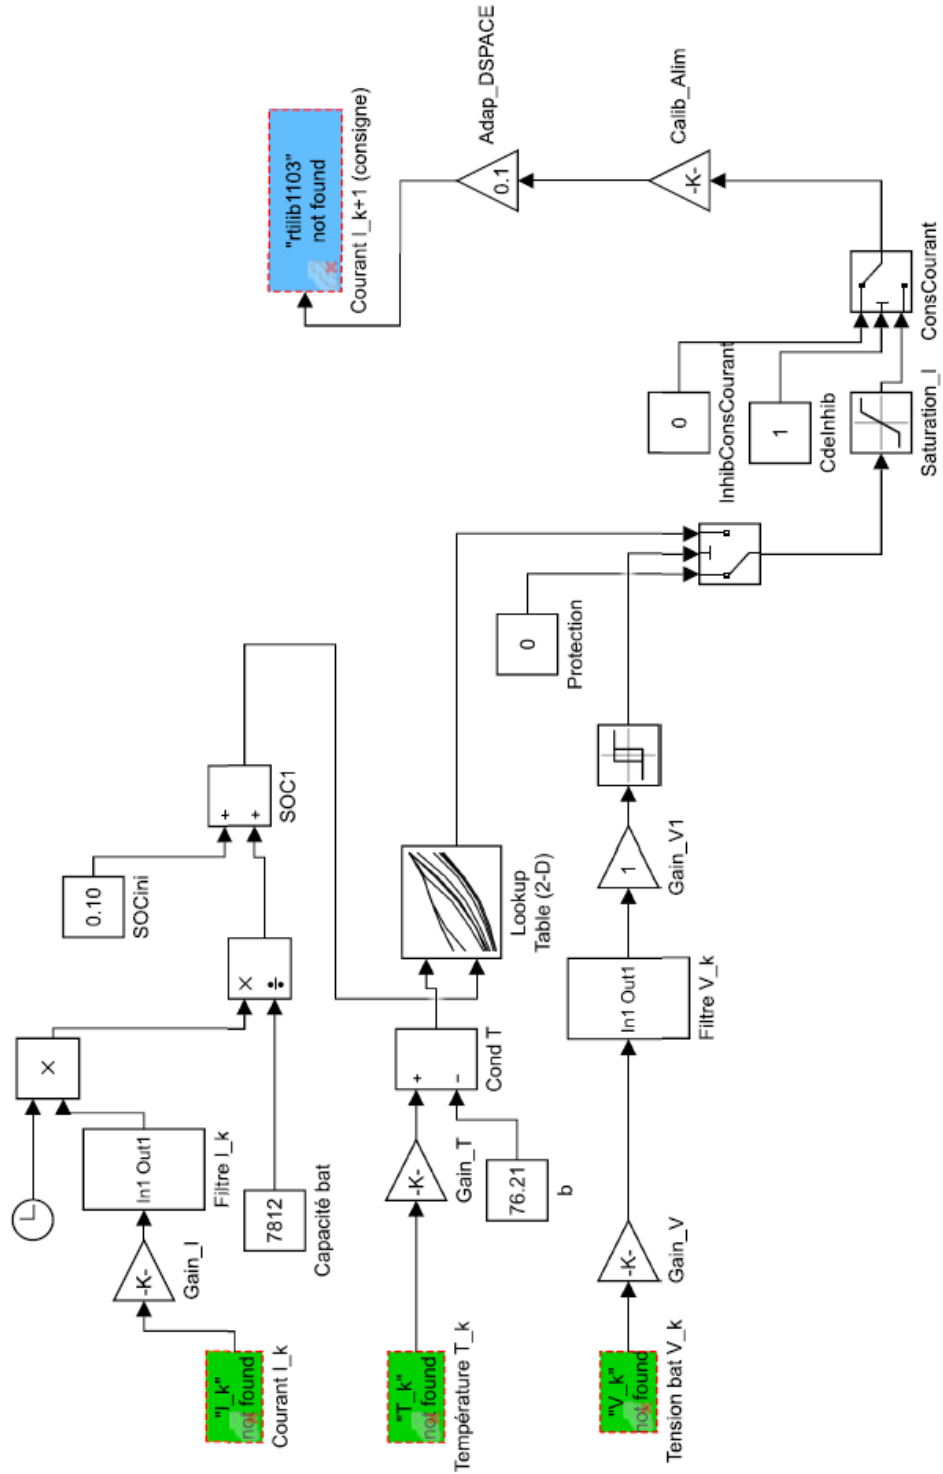 "I_k"
not found
Courant I_k
-K-
Gain_I
In1 Out1
Filtre I_k
7812
Capacité bat
×
×
÷
0.10
SOCini
+
+
SOC1
"T_k"
not found
Température T_k
-K-
Gain_T
76.21
b
+
−
Cond T
Lookup
Table (2-D)
"V_k"
not found
Tension bat V_k
-K-
Gain_V
In1 Out1
Filtre V_k
1
Gain_V1
0
Protection
0
InhibConsCourant
1
CdeInhib
Saturation_I
ConsCourant
-K-
Calib_Alim
0.1
Adap_DSPACE
"rtilib1103"
not found
Courant I_k+1 (consigne)